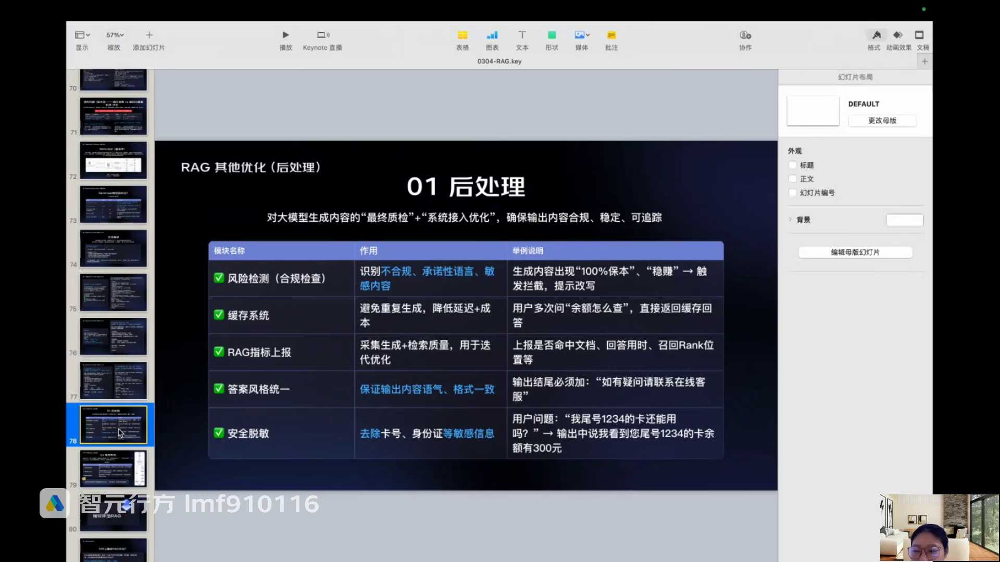 57%
显示
缩放
添加幻灯片
播放
Keynote 直播
表格
图表
文本
形状
媒体
批注
协作
格式
动画效果
文稿
0304-RAG.key
幻灯片布局
DEFAULT
更改母版
外观
标题
正文
幻灯片编号
背景
编辑母版幻灯片
70
71
72
73
74
75
76
77
78
79
80
RAG 其他优化（后处理）
01 后处理
对大模型生成内容的“最终质检”+“系统接入优化”，确保输出内容合规、稳定、可追踪
模块名称 作用 举例说明
✅ 风险检测（合规检查）
识别不合规、承诺性语言、敏
感内容
生成内容出现“100%保本”、“稳赚” → 触
发拦截，提示改写
✅ 缓存系统
避免重复生成，降低延迟+成
本
用户多次问“余额怎么查”，直接返回缓存回
答
✅ RAG指标上报
采集生成+检索质量，用于迭
代优化
上报是否命中文档、回答用时、召回Rank位
置等
✅ 答案风格统一
保证输出内容语气、格式一致
输出结尾必须加：“如有疑问请联系在线客
服”
✅ 安全脱敏
去除卡号、身份证等敏感信息
用户问题：“我尾号1234的卡还能用
吗？” → 输出中说我看到您尾号1234的卡余
额有300元
智元行方 lmf910116
如何评估RAG